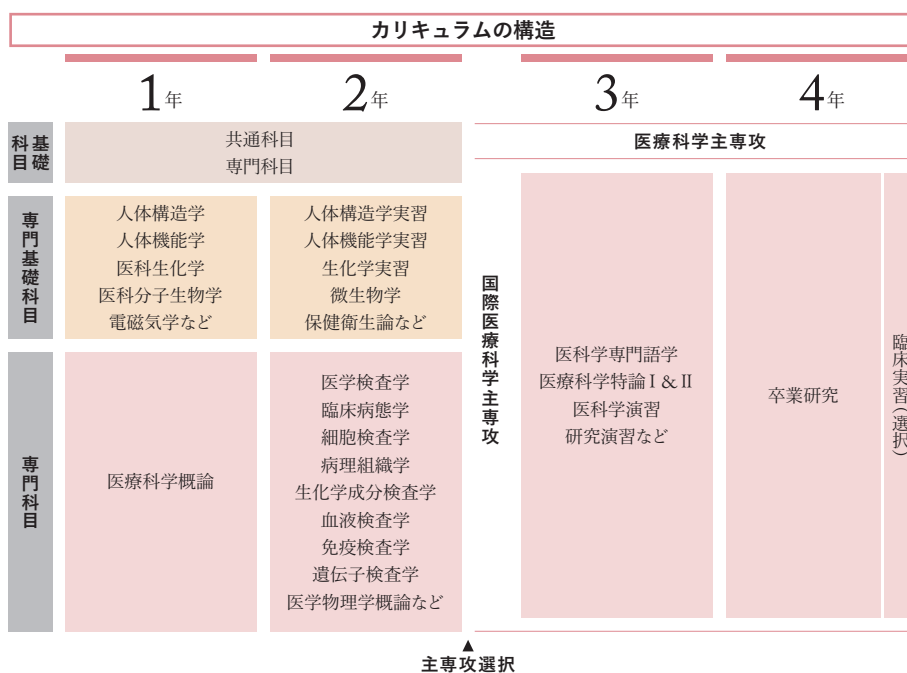 カリキュラムの構造
1年
2年
3年
4年
基礎科目
共通科目
専門科目
専門基礎科目
人体構造学
人体機能学
医科生化学
医科分子生物学
電磁気学など
人体構造学実習
人体機能学実習
生化学実習
微生物学
保健衛生論など
専門科目
医療科学概論
医学検査学
臨床病態学
細胞検査学
病理組織学
生化学成分検査学
血液検査学
免疫検査学
遺伝子検査学
医学物理学概論など
医療科学主専攻
国際医療科学主専攻
医科学専門語学
医療科学特論Ⅰ&Ⅱ
医科学演習
研究演習など
卒業研究
臨床実習(選択)
▲
主専攻選択